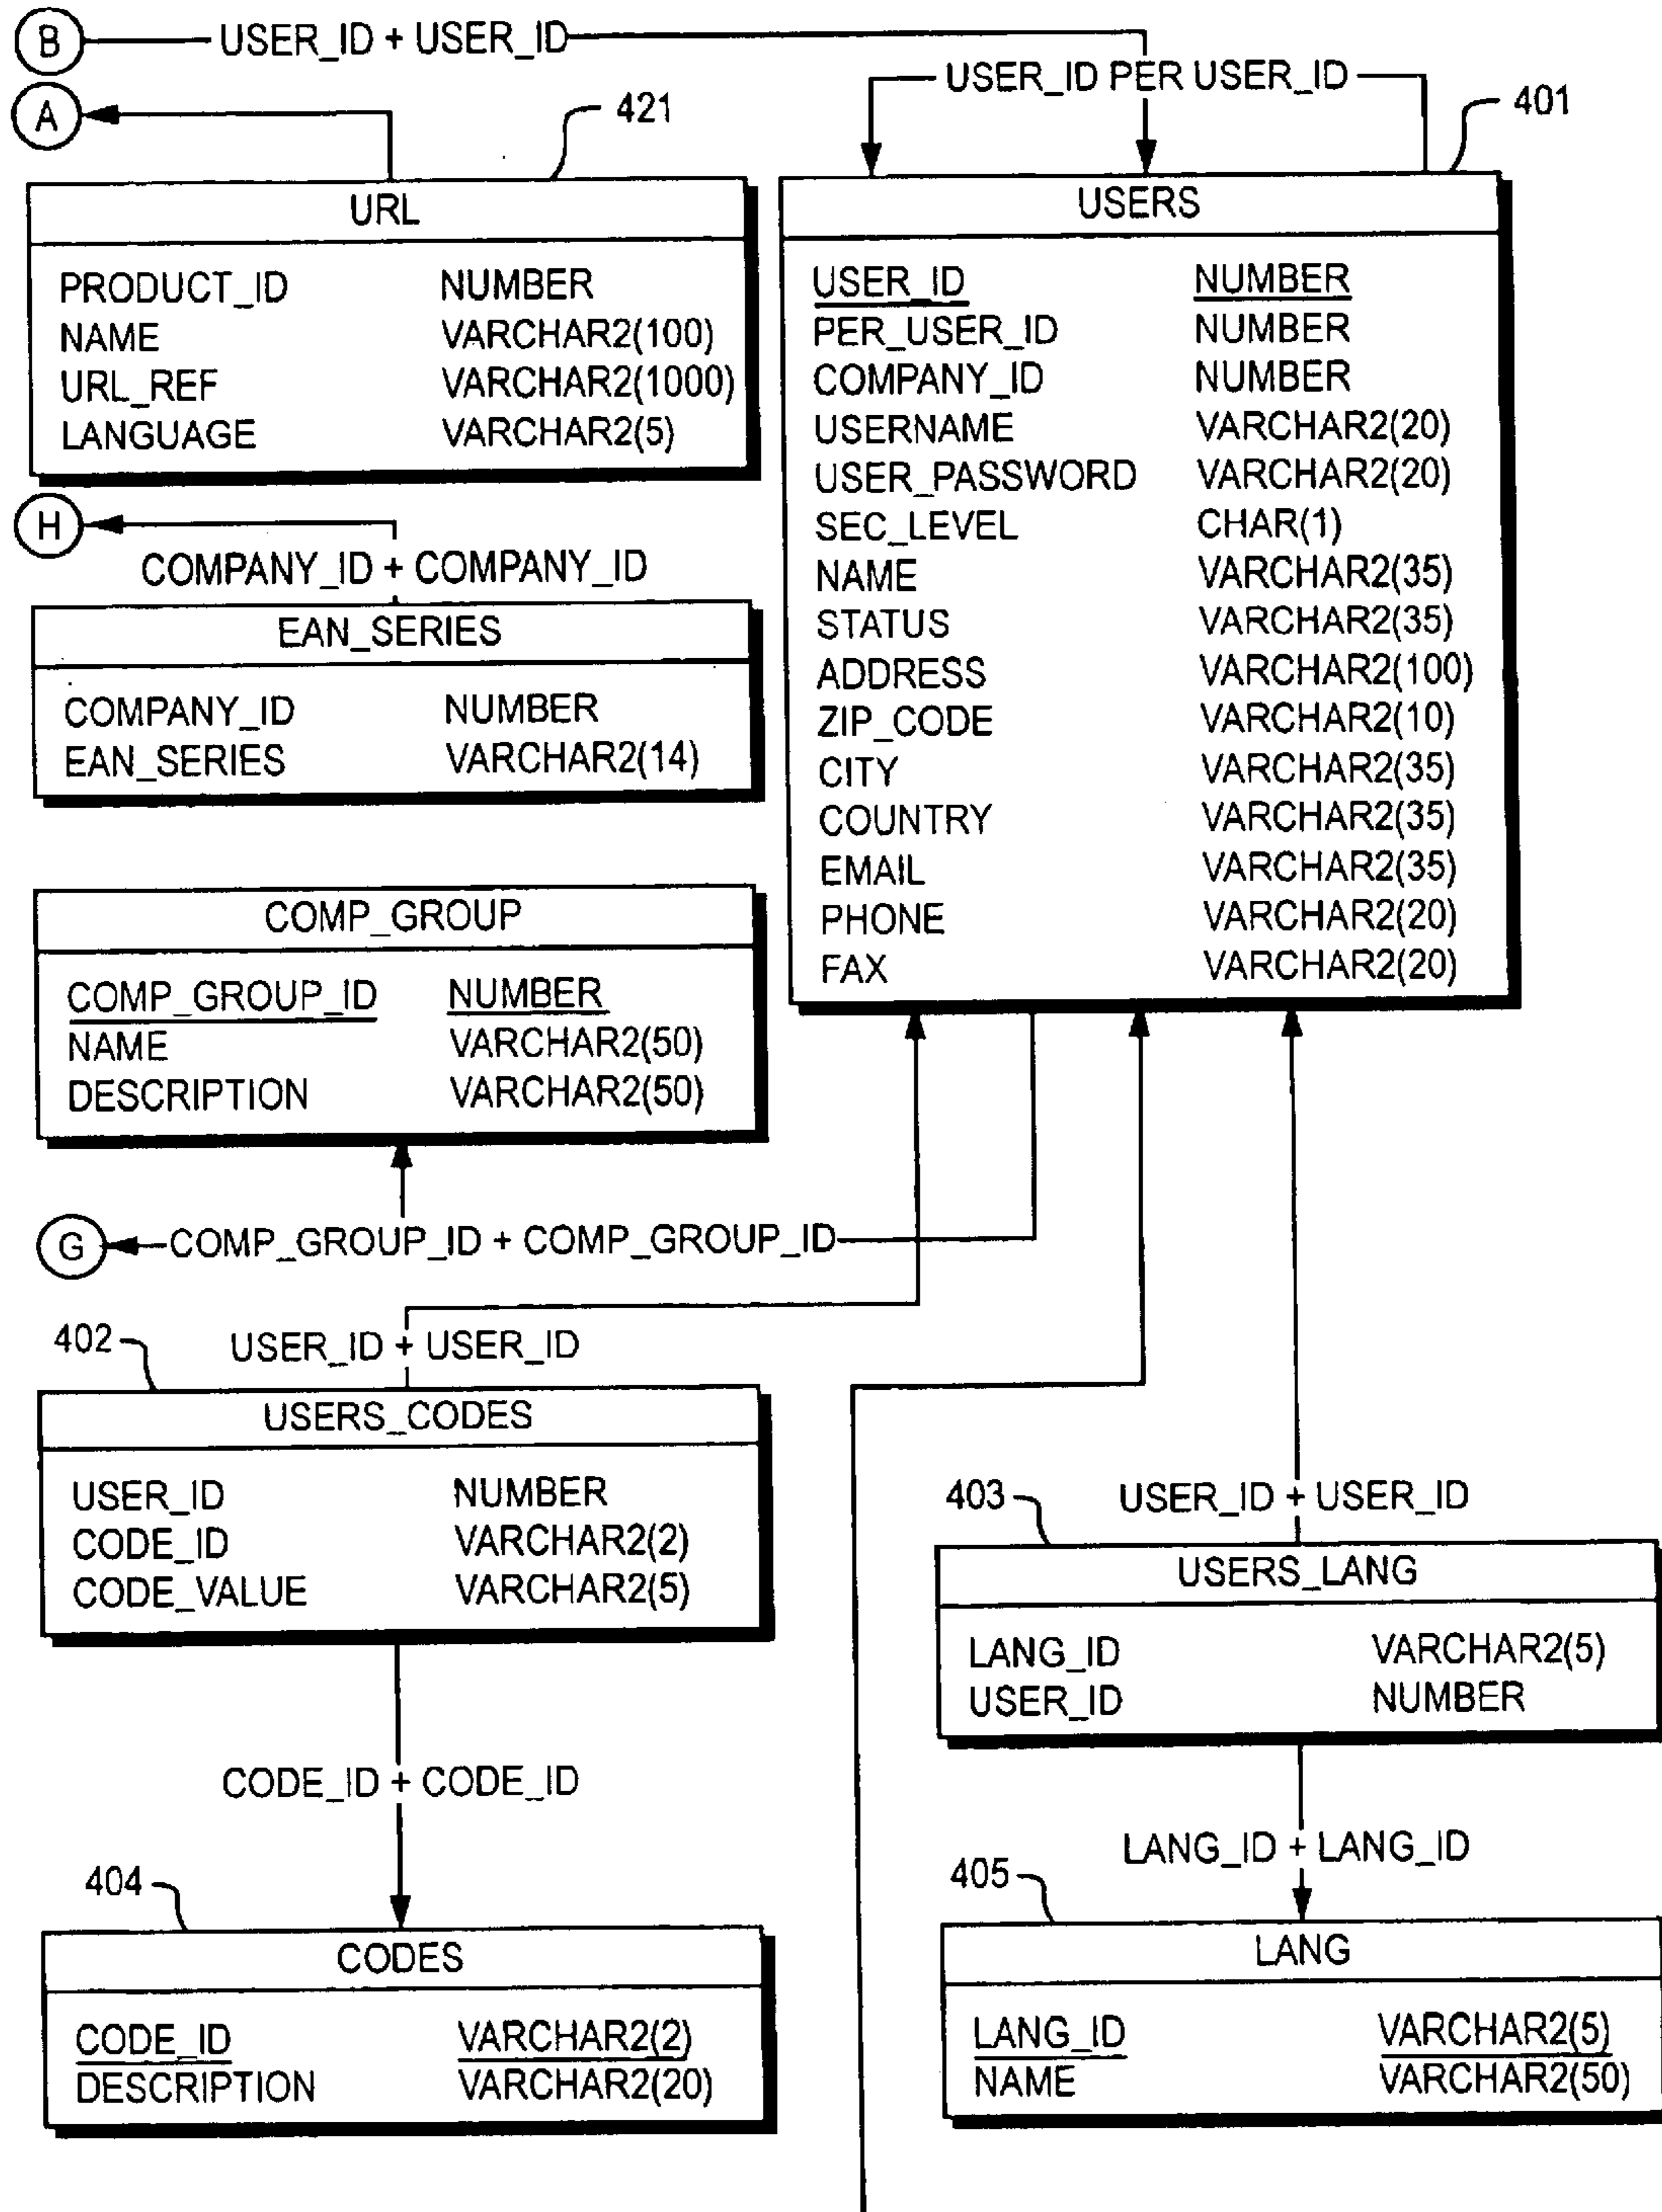 B USER_ID + USER_ID
USER_ID PER USER_ID
A
421
401
URL
PRODUCT_ID NUMBER
NAME VARCHAR2(100)
URL_REF VARCHAR2(1000)
LANGUAGE VARCHAR2(5)
USERS
USER_ID NUMBER
PER_USER_ID NUMBER
COMPANY_ID NUMBER
USERNAME VARCHAR2(20)
USER_PASSWORD VARCHAR2(20)
SEC_LEVEL CHAR(1)
NAME VARCHAR2(35)
STATUS VARCHAR2(35)
ADDRESS VARCHAR2(100)
ZIP_CODE VARCHAR2(10)
CITY VARCHAR2(35)
COUNTRY VARCHAR2(35)
EMAIL VARCHAR2(35)
PHONE VARCHAR2(20)
FAX VARCHAR2(20)
H
COMPANY_ID + COMPANY_ID
EAN_SERIES
COMPANY_ID NUMBER
EAN_SERIES VARCHAR2(14)
COMP_GROUP
COMP_GROUP_ID NUMBER
NAME VARCHAR2(50)
DESCRIPTION VARCHAR2(50)
G COMP_GROUP_ID + COMP_GROUP_ID
402
USER_ID + USER_ID
USERS_CODES
USER_ID NUMBER
CODE_ID VARCHAR2(2)
CODE_VALUE VARCHAR2(5)
403
USER_ID + USER_ID
USERS_LANG
LANG_ID VARCHAR2(5)
USER_ID NUMBER
CODE_ID + CODE_ID
LANG_ID + LANG_ID
404
CODES
CODE_ID VARCHAR2(2)
DESCRIPTION VARCHAR2(20)
405
LANG
LANG_ID VARCHAR2(5)
NAME VARCHAR2(50)